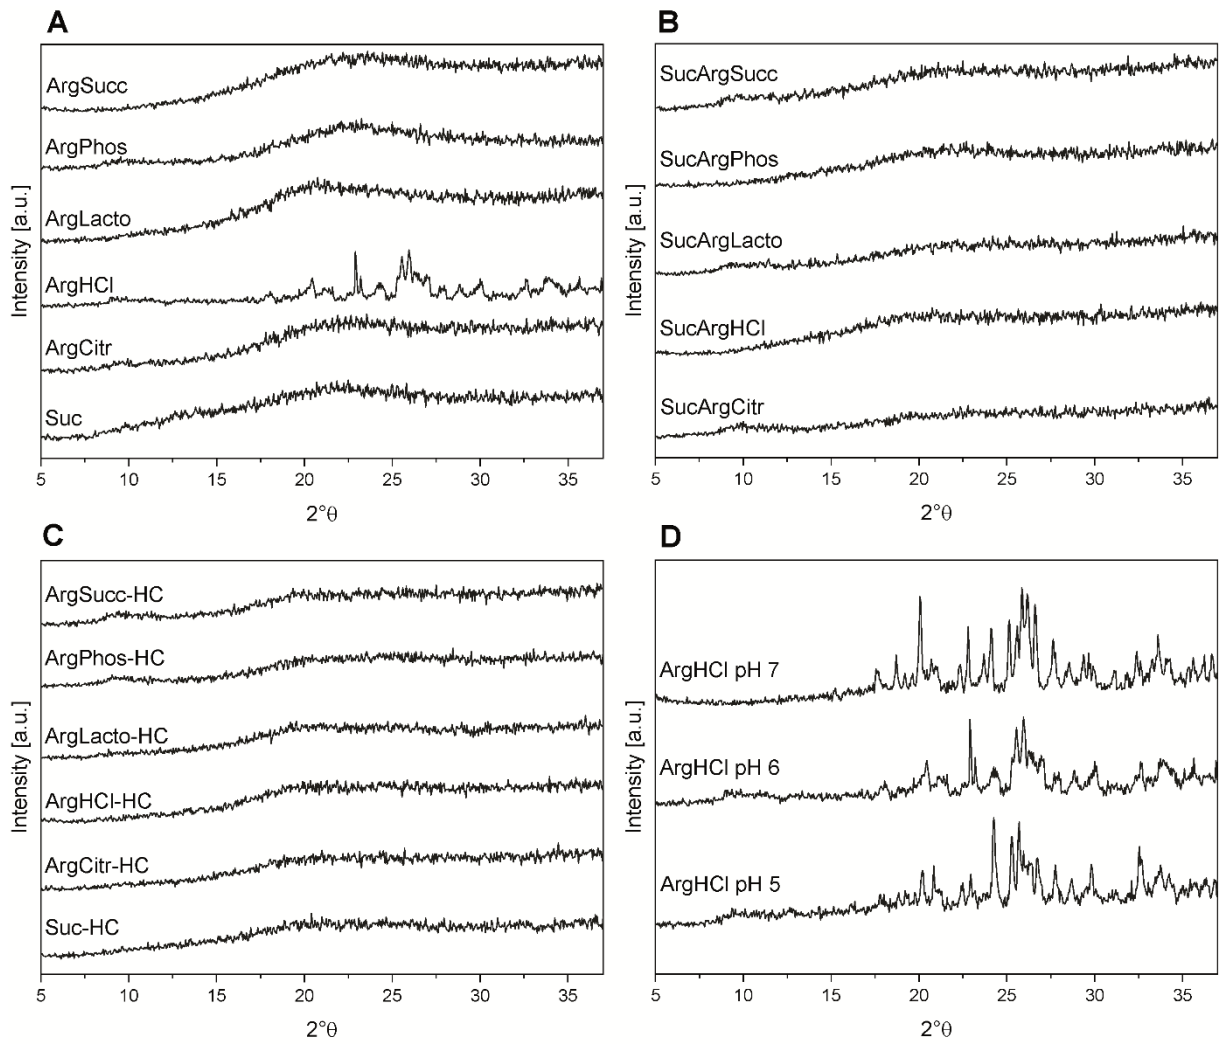 A
Intensity [a.u.]
ArgSucc
ArgPhos
ArgLacto
ArgHCl
ArgCitr
Suc
5 10 15 20 25 30 35
2°θ
B
Intensity [a.u.]
SucArgSucc
SucArgPhos
SucArgLacto
SucArgHCl
SucArgCitr
5 10 15 20 25 30 35
2°θ
C
Intensity [a.u.]
ArgSucc-HC
ArgPhos-HC
ArgLacto-HC
ArgHCl-HC
ArgCitr-HC
Suc-HC
5 10 15 20 25 30 35
2°θ
D
Intensity [a.u.]
ArgHCl pH 7
ArgHCl pH 6
ArgHCl pH 5
5 10 15 20 25 30 35
2°θ